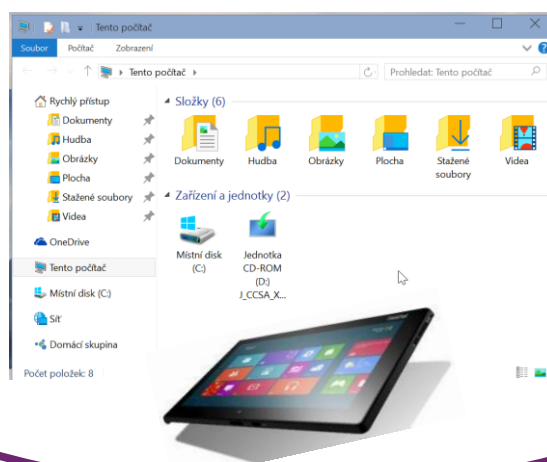 Tento počítač
Soubor Počítač Zobrazení
Tento počítač
Prohledat: Tento počítač
Rychlý přístup
Dokumenty
Hudba
Obrázky
Plocha
Stažené soubory
Videa
OneDrive
Tento počítač
Místní disk (C:)
Síť
Domácí skupina
Složky (6)
Dokumenty
Hudba
Obrázky
Plocha
Stažené
soubory
Videa
Zařízení a jednotky (2)
Místní disk
(C:)
Jednotka
CD-ROM
(D:)
J_CCSA_X...
Počet položek: 8